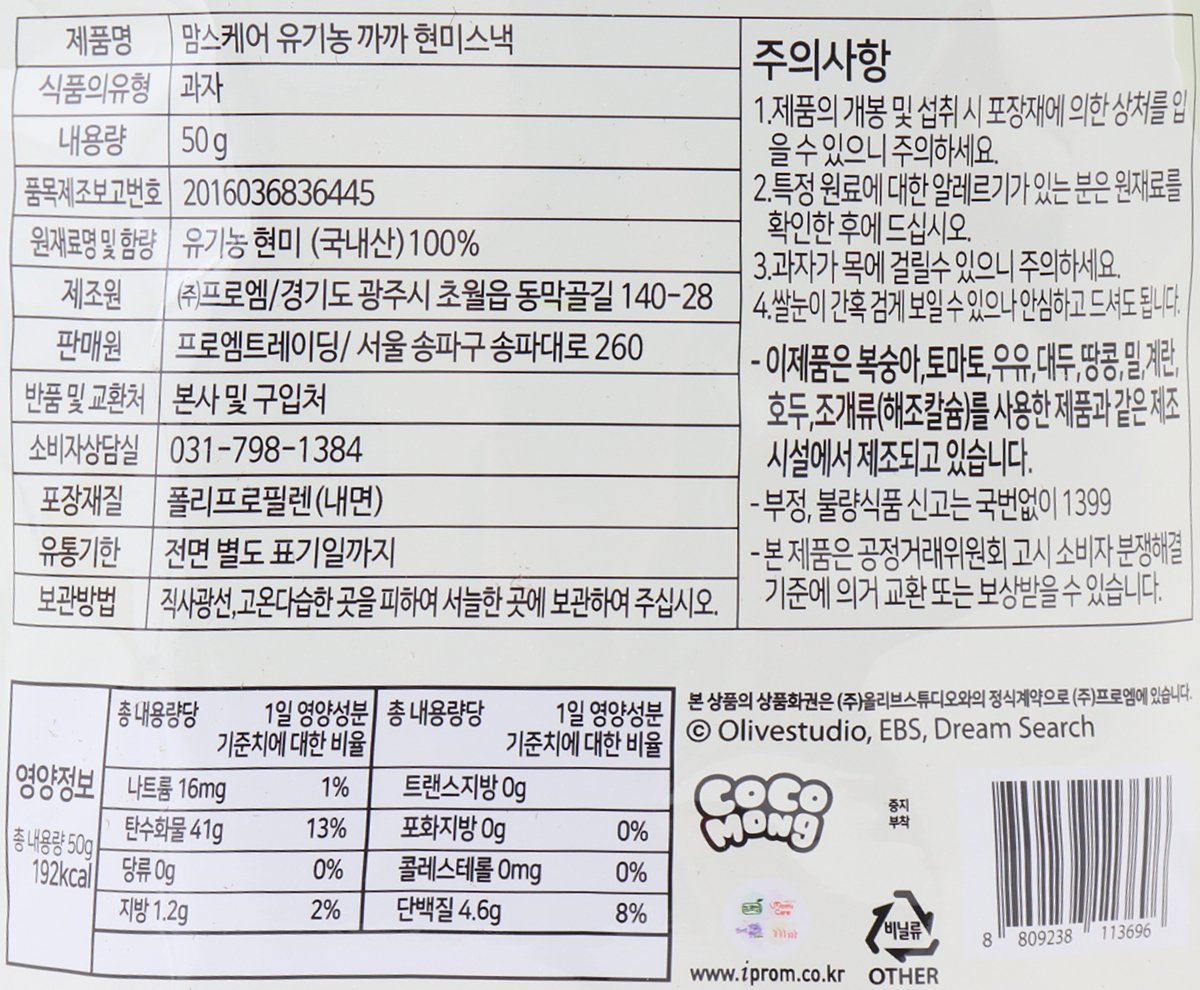 제품명 맘스케어 유기농 까까 현미스낵
식품의유형 과자
내용량 50g
품목제조보고번호 2016036836445
원재료명 및 함량 유기농 현미 (국내산) 100%
제조원 (주)프로엠/경기도 광주시 초월읍 동막골길 140-28
판매원 프로엠트레이딩/ 서울 송파구 송파대로 260
반품 및 교환처 본사 및 구입처
소비자상담실 031-798-1384
포장재질 폴리프로필렌 (내면)
유통기한 전면 별도 표기일까지
보관방법 직사광선,고온다습한 곳을 피하여 서늘한 곳에 보관하여 주십시오.
주의사항
1.제품의 개봉 및 섭취 시 포장재에 의한 상처를 입
을 수 있으니 주의하세요.
2.특정 원료에 대한 알레르기가 있는 분은 원재료를
확인한 후에 드십시오.
3.과자가 목에 걸릴수 있으니 주의하세요.
4.쌀눈이 간혹 검게 보일 수 있으나 안심하고 드셔도 됩니다.
- 이제품은 복숭아,토마토,우유,대두,땅콩,밀,계란,
호두,조개류(해조칼슘)를 사용한 제품과 같은 제조
시설에서 제조되고 있습니다.
- 부정, 불량식품 신고는 국번없이 1399
- 본 제품은 공정거래위원회 고시 소비자 분쟁해결
기준에 의거 교환 또는 보상받을 수 있습니다.
영양정보
총 내용량 50g
192kcal
총 내용량당 1일 영양성분
기준치에 대한 비율
나트륨 16mg 1%
탄수화물 41g 13%
당류 0g 0%
지방 1.2g 2%
총 내용량당 1일 영양성분
기준치에 대한 비율
트랜스지방 0g
포화지방 0g 0%
콜레스테롤 0mg 0%
단백질 4.6g 8%
본 상품의 상품화권은 (주)올리브스튜디오와의 정식계약으로 (주)프로엠에 있습니다.
© Olivestudio, EBS, Dream Search
COCO
MONG
중지
부착
비닐류
OTHER
www.iprom.co.kr
8 809238 113696